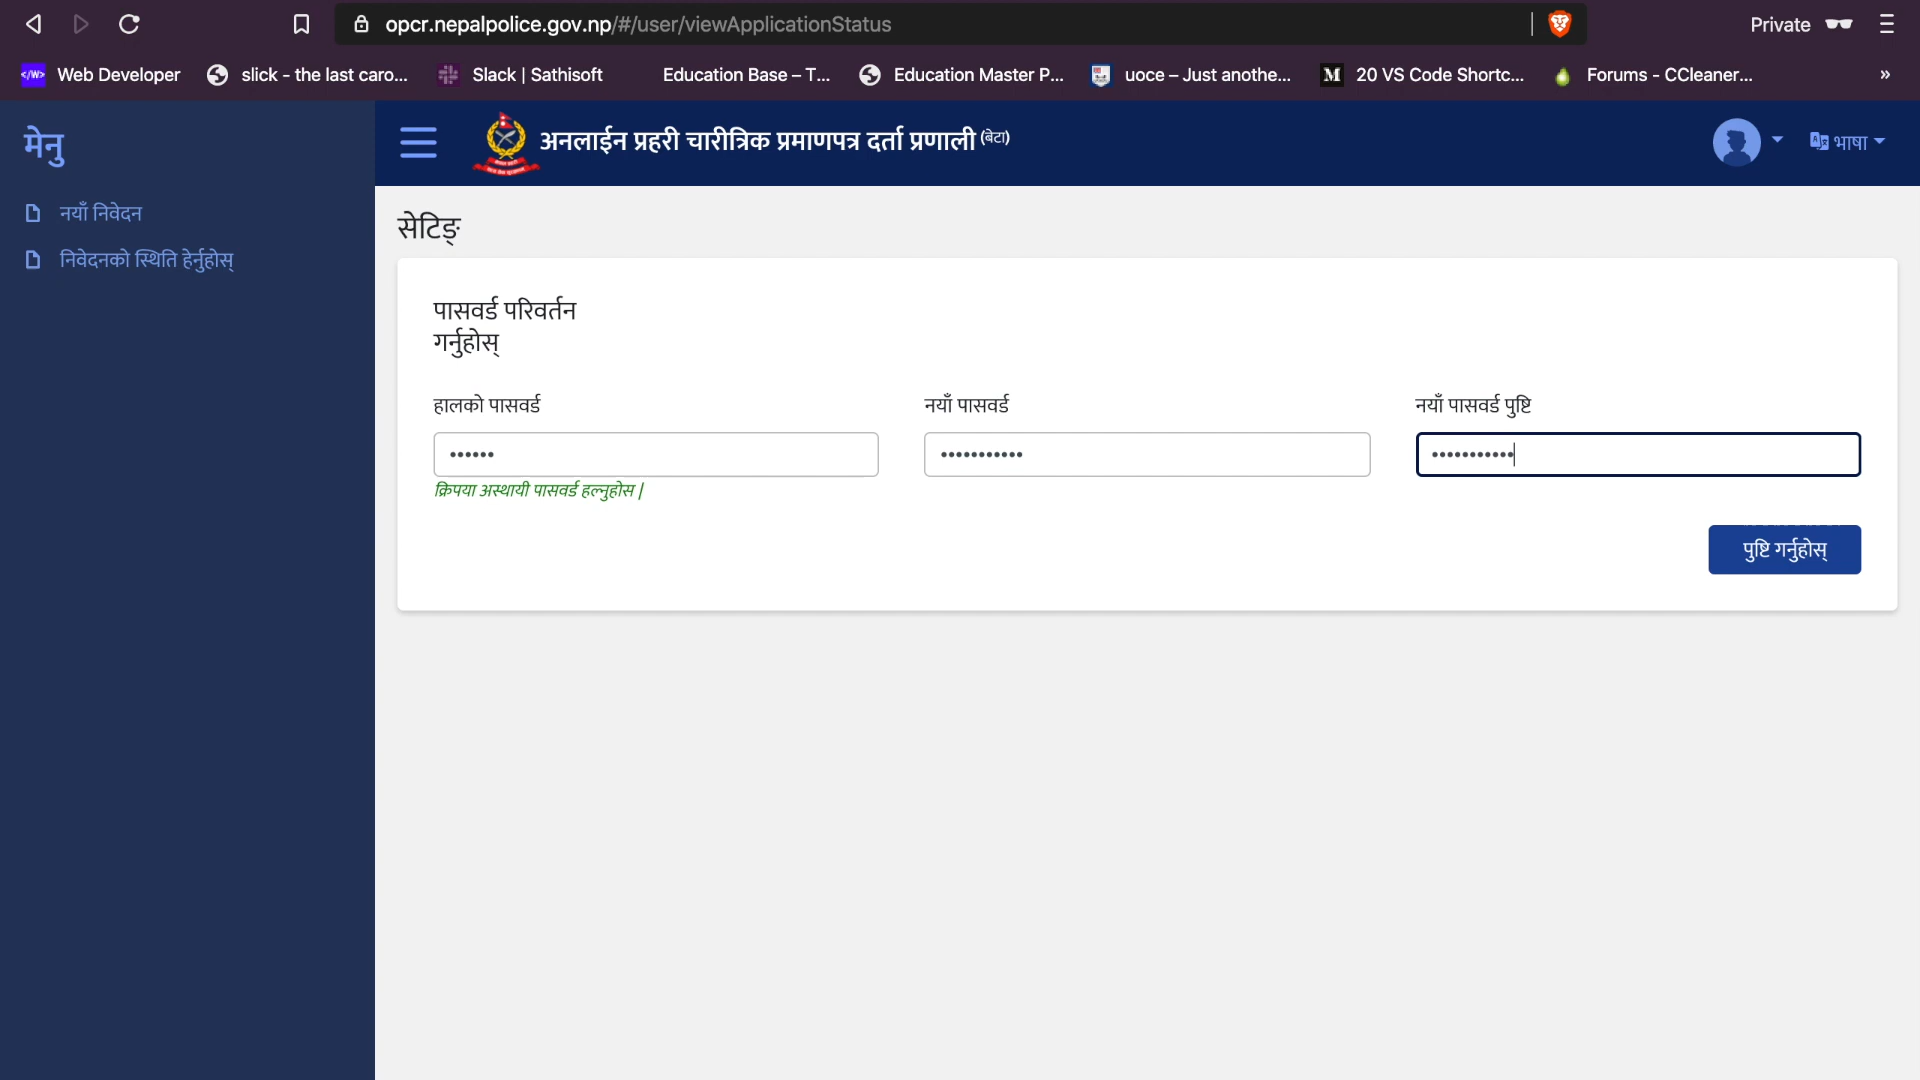 opcr.nepalpolice.gov.np/#/user/viewApplicationStatus
Private
Web Developer
slick - the last caro...
Slack | Sathisoft
Education Base – T...
Education Master P...
uoce – Just anothe...
20 VS Code Shortc...
Forums - CCleaner...
»
मेनु
नयाँ निवेदन
निवेदनको स्थिति हेर्नुहोस्
अनलाईन प्रहरी चारीत्रिक प्रमाणपत्र दर्ता प्रणाली (बेटा)
भाषा
सेटिङ्
पासवर्ड परिवर्तन
गर्नुहोस्
हालको पासवर्ड
नयाँ पासवर्ड
नयाँ पासवर्ड पुष्टि
••••••
•••••••••••
•••••••••••
क्रिपया अस्थायी पासवर्ड हल्नुहोस |
पुष्टि गर्नुहोस्